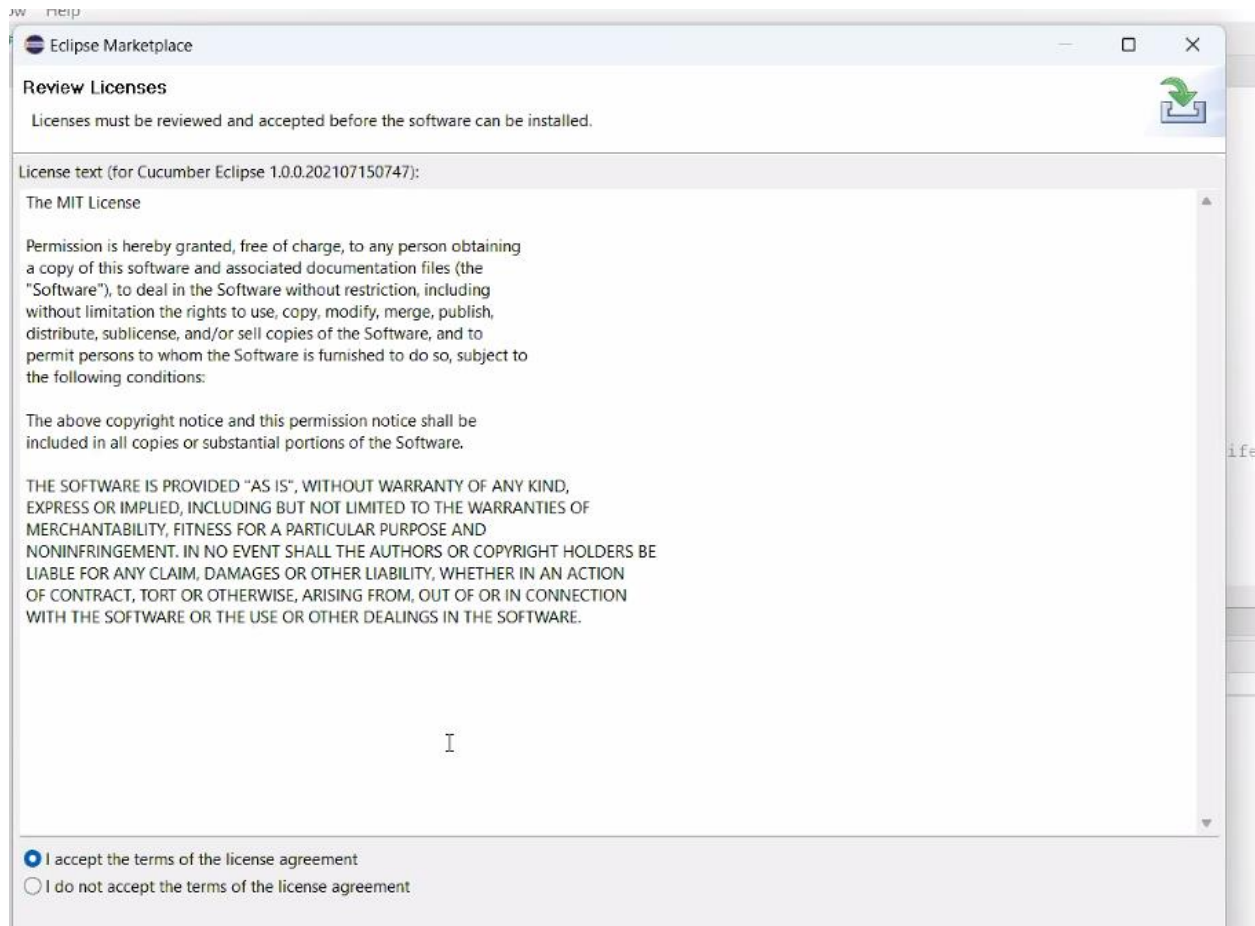 Help
Eclipse Marketplace
Review Licenses
Licenses must be reviewed and accepted before the software can be installed.
License text (for Cucumber Eclipse 1.0.0.202107150747):
The MIT License
Permission is hereby granted, free of charge, to any person obtaining
a copy of this software and associated documentation files (the
"Software"), to deal in the Software without restriction, including
without limitation the rights to use, copy, modify, merge, publish,
distribute, sublicense, and/or sell copies of the Software, and to
permit persons to whom the Software is furnished to do so, subject to
the following conditions:
The above copyright notice and this permission notice shall be
included in all copies or substantial portions of the Software.
THE SOFTWARE IS PROVIDED "AS IS", WITHOUT WARRANTY OF ANY KIND,
EXPRESS OR IMPLIED, INCLUDING BUT NOT LIMITED TO THE WARRANTIES OF
MERCHANTABILITY, FITNESS FOR A PARTICULAR PURPOSE AND
NONINFRINGEMENT. IN NO EVENT SHALL THE AUTHORS OR COPYRIGHT HOLDERS BE
LIABLE FOR ANY CLAIM, DAMAGES OR OTHER LIABILITY, WHETHER IN AN ACTION
OF CONTRACT, TORT OR OTHERWISE, ARISING FROM, OUT OF OR IN CONNECTION
WITH THE SOFTWARE OR THE USE OR OTHER DEALINGS IN THE SOFTWARE.
I accept the terms of the license agreement
I do not accept the terms of the license agreement